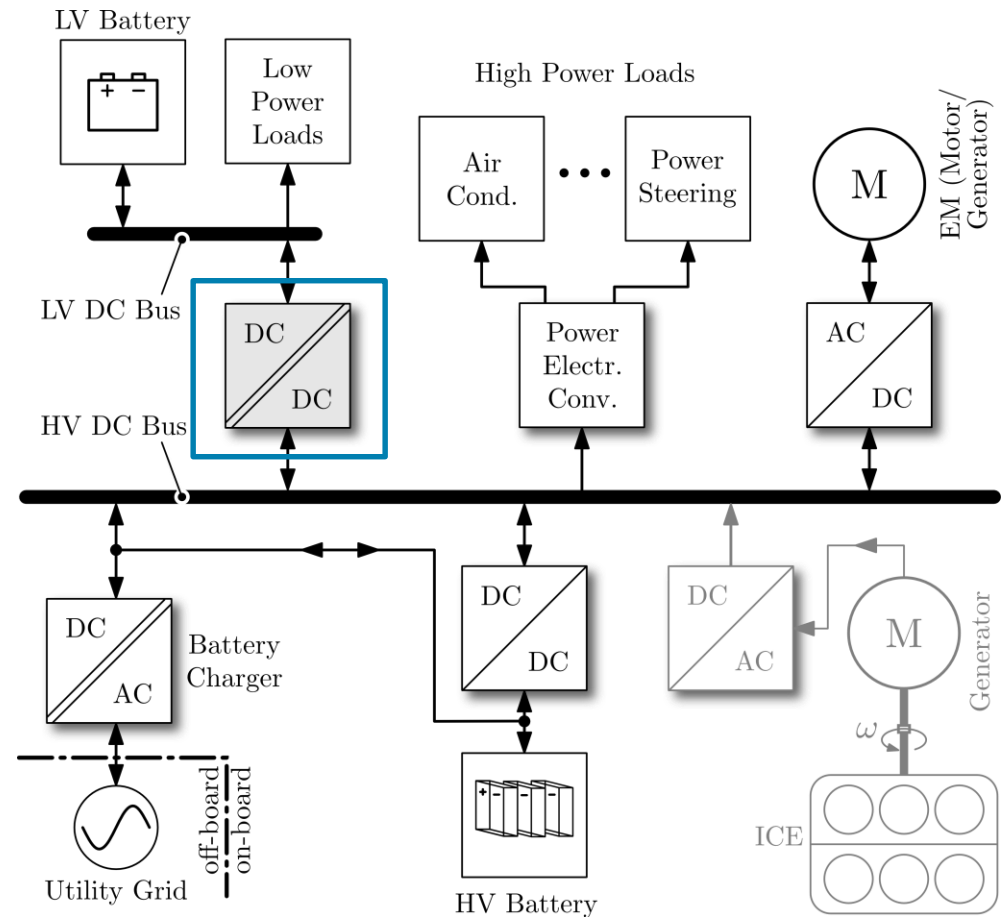 LV Battery
+ −
Low
Power
Loads
High Power Loads
Air
Cond.
Power
Steering
M
EM (Motor/
Generator)
LV DC Bus
DC
DC
Power
Electr.
Conv.
AC
DC
HV DC Bus
DC
AC
Battery
Charger
DC
DC
DC
AC
M
Generator
ω
ICE
+ − − −
HV Battery
off-board
on-board
Utility Grid